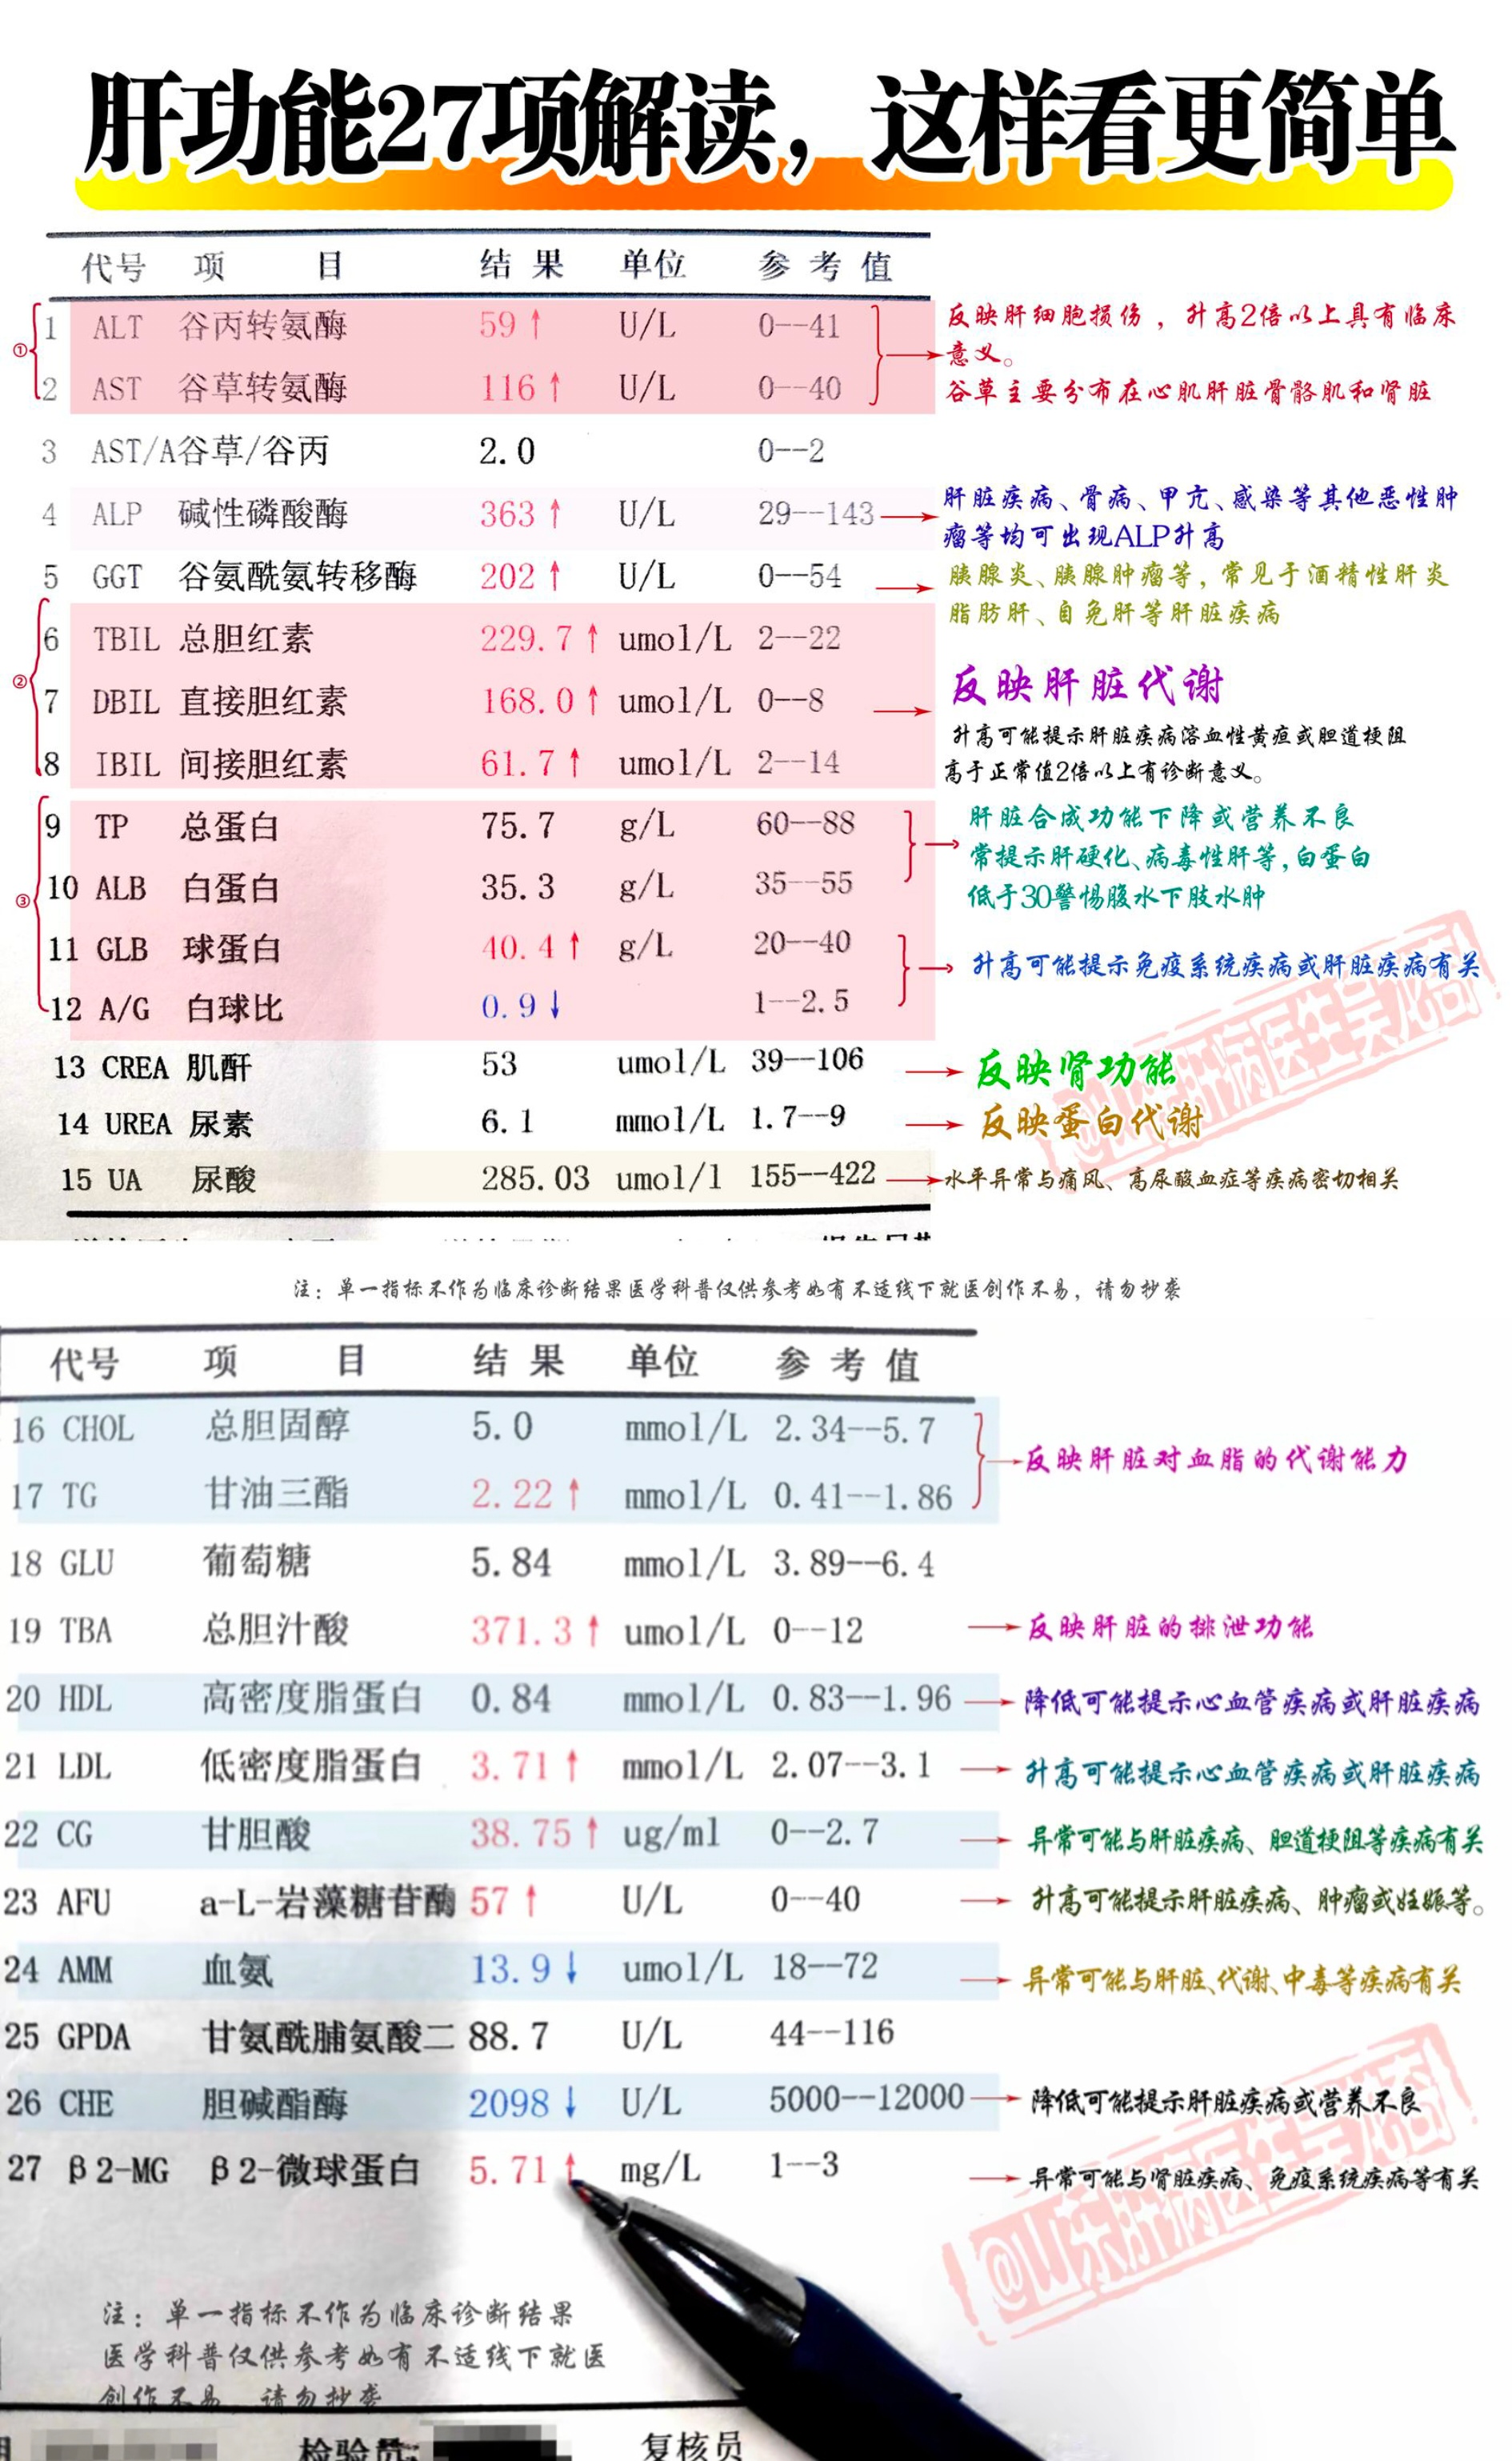 肝功能27项解读，这样看更简单
代号 项 目 结 果 单位 参 考 值
① 1 ALT 谷丙转氨酶 59↑ U/L 0--41 反映肝细胞损伤，升高2倍以上具有临床
意义。
2 AST 谷草转氨酶 116↑ U/L 0--40 谷草主要分布在心肌肝脏骨骼肌和肾脏
3 AST/A谷草/谷丙 2.0 0--2
4 ALP 碱性磷酸酶 363↑ U/L 29--143 肝脏疾病、骨病、甲亢、感染等其他恶性肿
瘤等均可出现ALP升高
5 GGT 谷氨酰氨转移酶 202↑ U/L 0--54 胰腺炎、胰腺肿瘤等，常见于酒精性肝炎
脂肪肝、自免肝等肝脏疾病
② 6 TBIL 总胆红素 229.7↑ umol/L 2--22
反映肝脏代谢
7 DBIL 直接胆红素 168.0↑ umol/L 0--8
升高可能提示肝脏疾病溶血性黄疸或胆道梗阻
8 IBIL 间接胆红素 61.7↑ umol/L 2--14 高于正常值2倍以上有诊断意义。
③ 9 TP 总蛋白 75.7 g/L 60--88 肝脏合成功能下降或营养不良
常提示肝硬化、病毒性肝等，白蛋白
10 ALB 白蛋白 35.3 g/L 35--55 低于30警惕腹水下肢水肿
11 GLB 球蛋白 40.4↑ g/L 20--40 升高可能提示免疫系统疾病或肝脏疾病有关
12 A/G 白球比 0.9↓ 1--2.5
13 CREA 肌酐 53 umol/L 39--106 反映肾功能
14 UREA 尿素 6.1 mmol/L 1.7--9 反映蛋白代谢
15 UA 尿酸 285.03 umol/l 155--422 水平异常与痛风、高尿酸血症等疾病密切相关
注：单一指标不作为临床诊断结果医学科普仅供参考如有不适线下就医创作不易，请勿抄袭
代号 项 目 结 果 单位 参 考 值
16 CHOL 总胆固醇 5.0 mmol/L 2.34--5.7 反映肝脏对血脂的代谢能力
17 TG 甘油三酯 2.22↑ mmol/L 0.41--1.86
18 GLU 葡萄糖 5.84 mmol/L 3.89--6.4
19 TBA 总胆汁酸 371.3↑ umol/L 0--12 反映肝脏的排泄功能
20 HDL 高密度脂蛋白 0.84 mmol/L 0.83--1.96 降低可能提示心血管疾病或肝脏疾病
21 LDL 低密度脂蛋白 3.71↑ mmol/L 2.07--3.1 升高可能提示心血管疾病或肝脏疾病
22 CG 甘胆酸 38.75↑ ug/ml 0--2.7 异常可能与肝脏疾病、胆道梗阻等疾病有关
23 AFU a-L-岩藻糖苷酶 57↑ U/L 0--40 升高可能提示肝脏疾病、肿瘤或妊娠等。
24 AMM 血氨 13.9↓ umol/L 18--72 异常可能与肝脏、代谢、中毒等疾病有关
25 GPDA 甘氨酰脯氨酸二 88.7 U/L 44--116
26 CHE 胆碱酯酶 2098↓ U/L 5000--12000 降低可能提示肝脏疾病或营养不良
27 β2-MG β2-微球蛋白 5.71↑ mg/L 1--3 异常可能与肾脏疾病、免疫系统疾病等有关
@山东肝病医生
注：单一指标不作为临床诊断结果
医学科普仅供参考如有不适线下就医
创作不易 请勿抄袭
检验员: 复核员